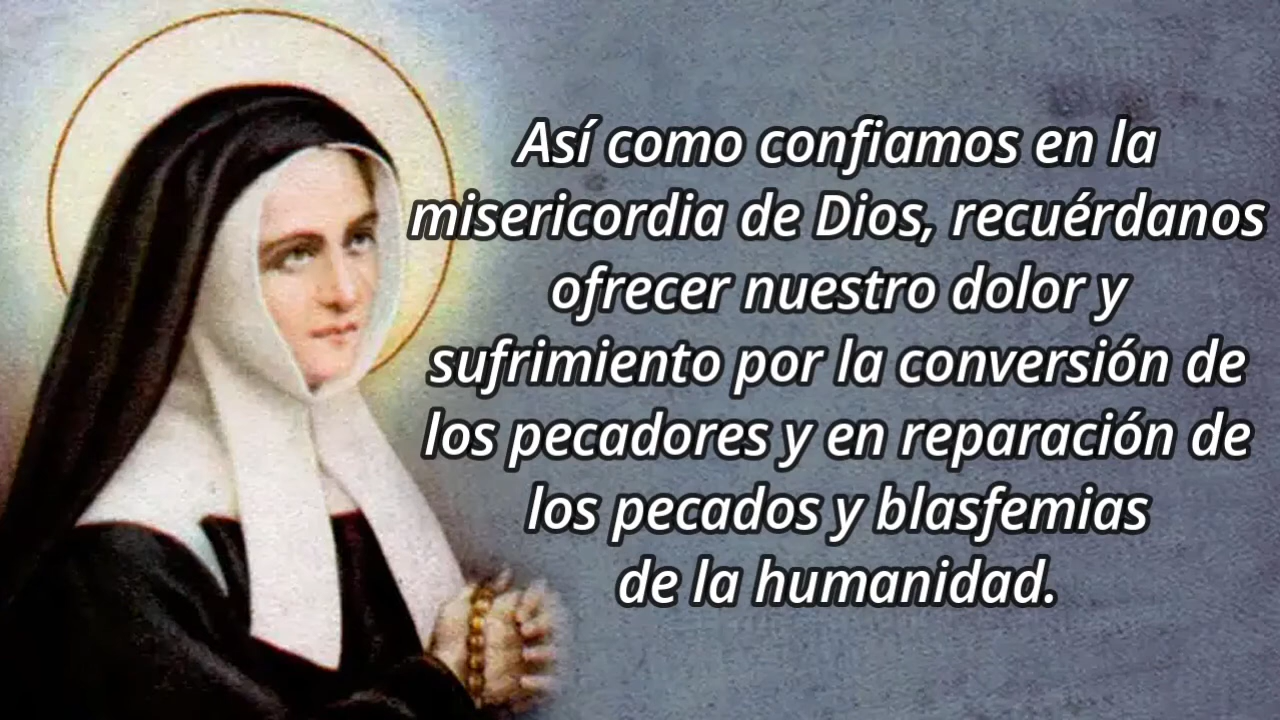 Así como confiamos en la
misericordia de Dios, recuérdanos
ofrecer nuestro dolor y
sufrimiento por la conversión de
los pecadores y en reparación de
los pecados y blasfemias
de la humanidad.